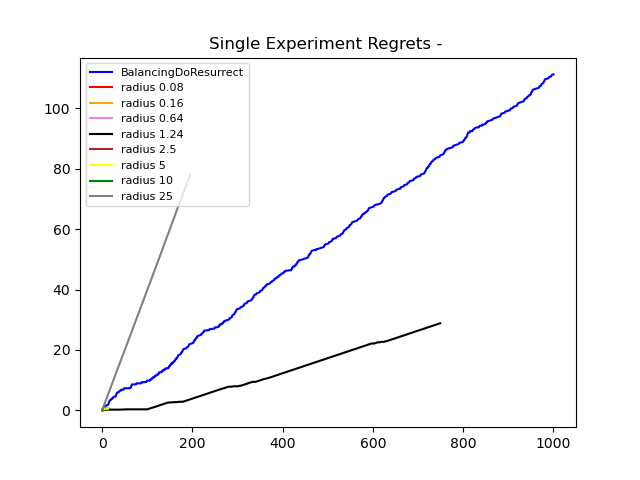 Single Experiment Regrets -
BalancingDoResurrect
radius 0.08
radius 0.16
radius 0.64
radius 1.24
radius 2.5
radius 5
radius 10
radius 25
100
80
60
40
20
0
0 200 400 600 800 1000